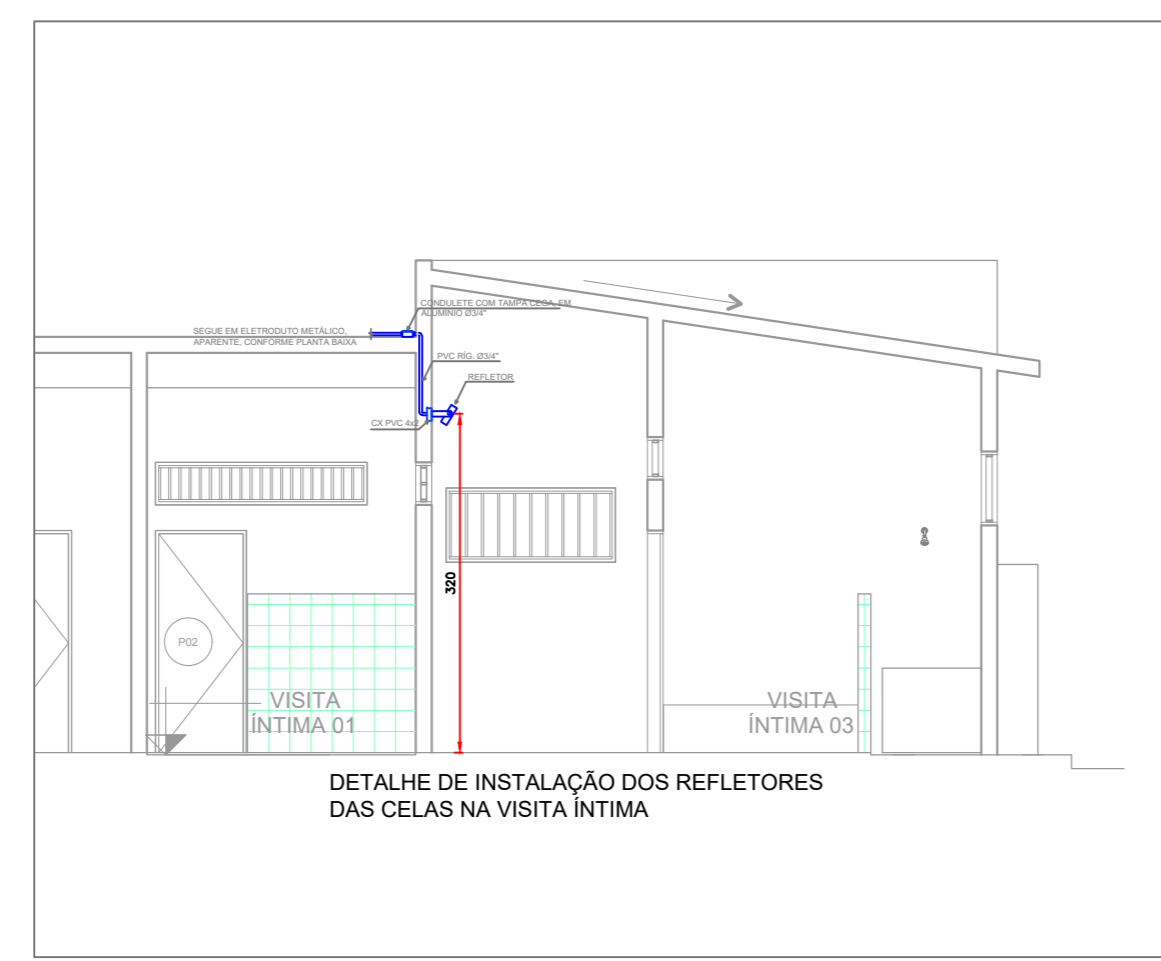 CONDULETE COM TAMPA CEGA, EM
ALUMÍNIO Ø3/4"
SEGUE EM ELETRODUTO METÁLICO,
APARENTE, CONFORME PLANTA BAIXA
PVC RÍG. Ø3/4"
REFLETOR
CX PVC 4x2
320
P02
VISITA
ÍNTIMA 01
VISITA
ÍNTIMA 03
DETALHE DE INSTALAÇÃO DOS REFLETORES
DAS CELAS NA VISITA ÍNTIMA